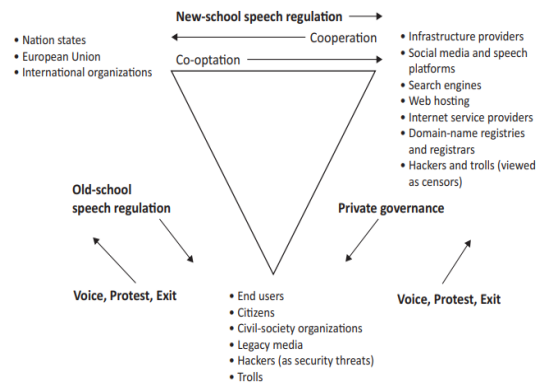 New-school speech regulation
Cooperation
Co-optation
• Nation states
• European Union
• International organizations
• Infrastructure providers
• Social media and speech
platforms
• Search engines
• Web hosting
• Internet service providers
• Domain-name registries
and registrars
• Hackers and trolls (viewed
as censors)
Old-school
speech regulation
Private governance
Voice, Protest, Exit
Voice, Protest, Exit
• End users
• Citizens
• Civil-society organizations
• Legacy media
• Hackers (as security threats)
• Trolls